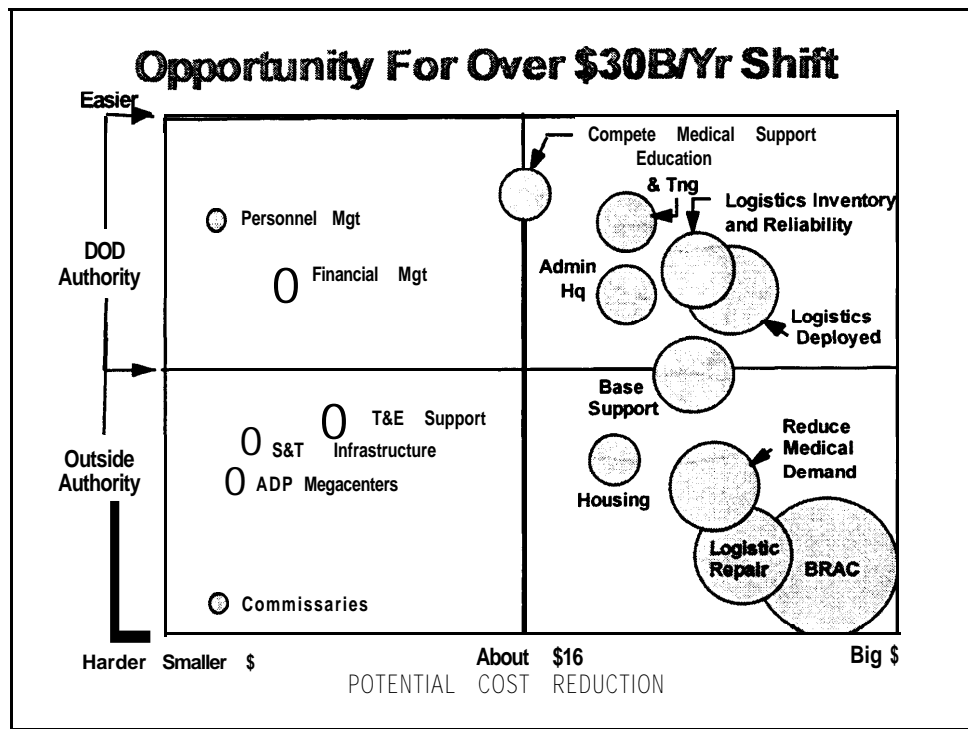 Opportunity For Over $30B/Yr Shift
Easier
Compete Medical Support
Education
& Tng
Logistics Inventory
and Reliability
Personnel Mgt
DOD
Authority
Financial Mgt
Admin
Hq
Logistics
Deployed
Base
Support
T&E Support
S&T Infrastructure
Reduce
Medical
Demand
Outside
Authority
ADP Megacenters
Housing
Logistic
Repair
BRAC
Commissaries
Harder
Smaller $
About $16
Big $
POTENTIAL COST REDUCTION